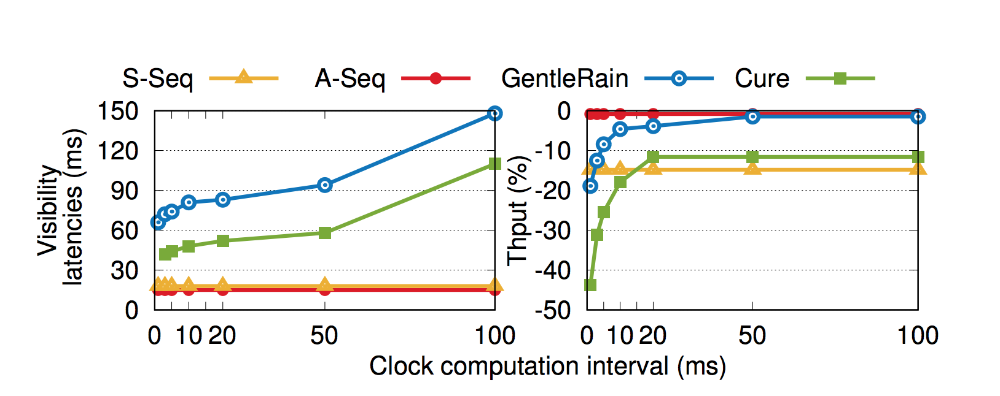 S-Seq A-Seq GentleRain Cure
150
120
90
60
30
0
Visibility
latencies (ms)
0 10 20 50 100
0
-10
-20
-30
-40
-50
Thput (%)
0 10 20 50 100
Clock computation interval (ms)